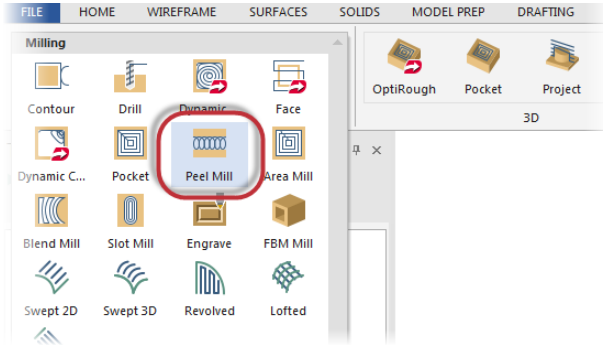 FILE HOME WIREFRAME SURFACES SOLIDS MODEL PREP DRAFTING
Milling
Contour Drill Dynamic... Face
Dynamic C... Pocket Peel Mill Area Mill
Blend Mill Slot Mill Engrave FBM Mill
Swept 2D Swept 3D Revolved Lofted
OptiRough Pocket Project
3D